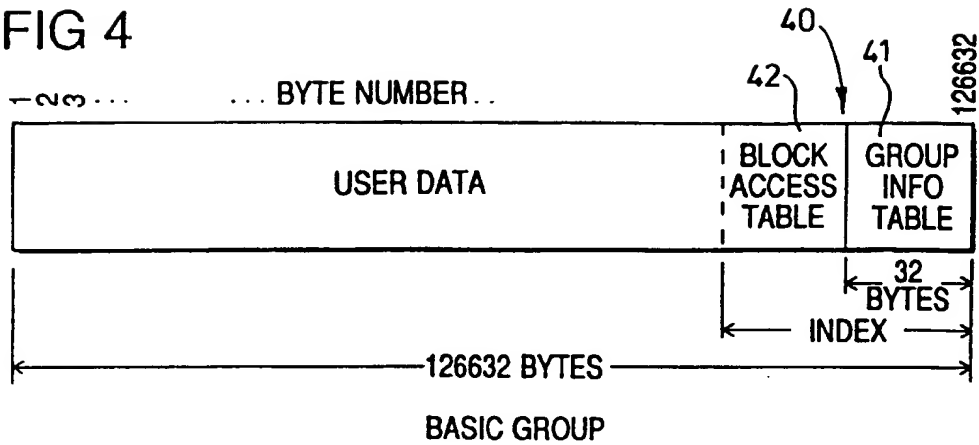 FIG 4
40
41
42
126632
1 2 3 ... ... BYTE NUMBER ..
USER DATA
BLOCK
ACCESS
TABLE
GROUP
INFO
TABLE
32
BYTES
INDEX
126632 BYTES
BASIC GROUP